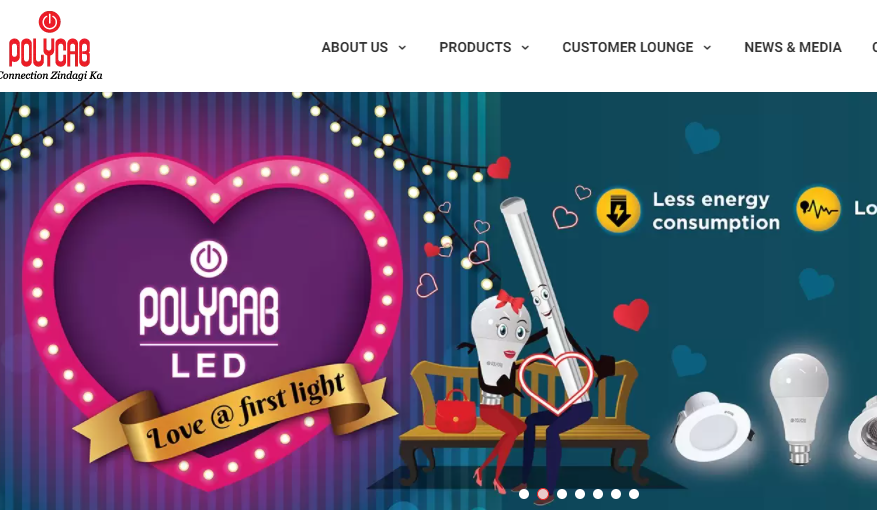 POLYCAB
Connection Zindagi Ka
ABOUT US
PRODUCTS
CUSTOMER LOUNGE
NEWS & MEDIA
POLYCAB
LED
Love @ first light
Less energy
consumption